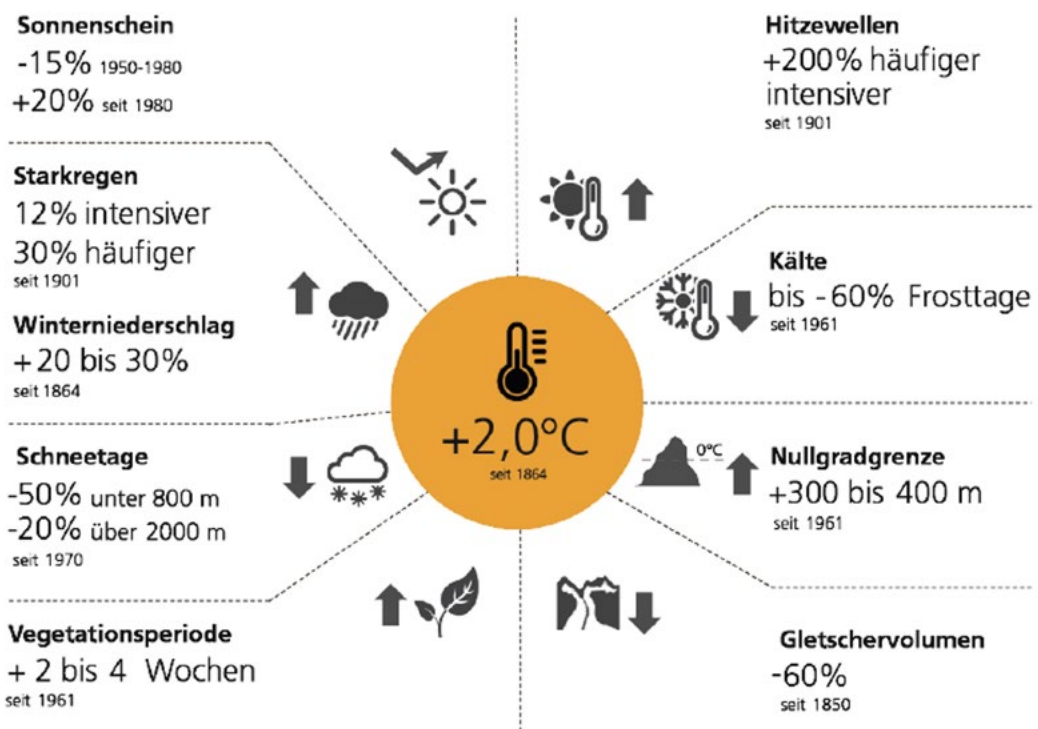 Sonnenschein
-15% 1950-1980
+20% seit 1980
Starkregen
12% intensiver
30% häufiger
seit 1901
Winterniederschlag
+20 bis 30%
seit 1864
Schneetage
-50% unter 800 m
-20% über 2000 m
seit 1970
Vegetationsperiode
+ 2 bis 4 Wochen
seit 1961
+2,0°C
seit 1864
Hitzewellen
+200% häufiger
intensiver
seit 1901
Kälte
bis -60% Frosttage
seit 1961
0°C
Nullgradgrenze
+300 bis 400 m
seit 1961
Gletschervolumen
-60%
seit 1850